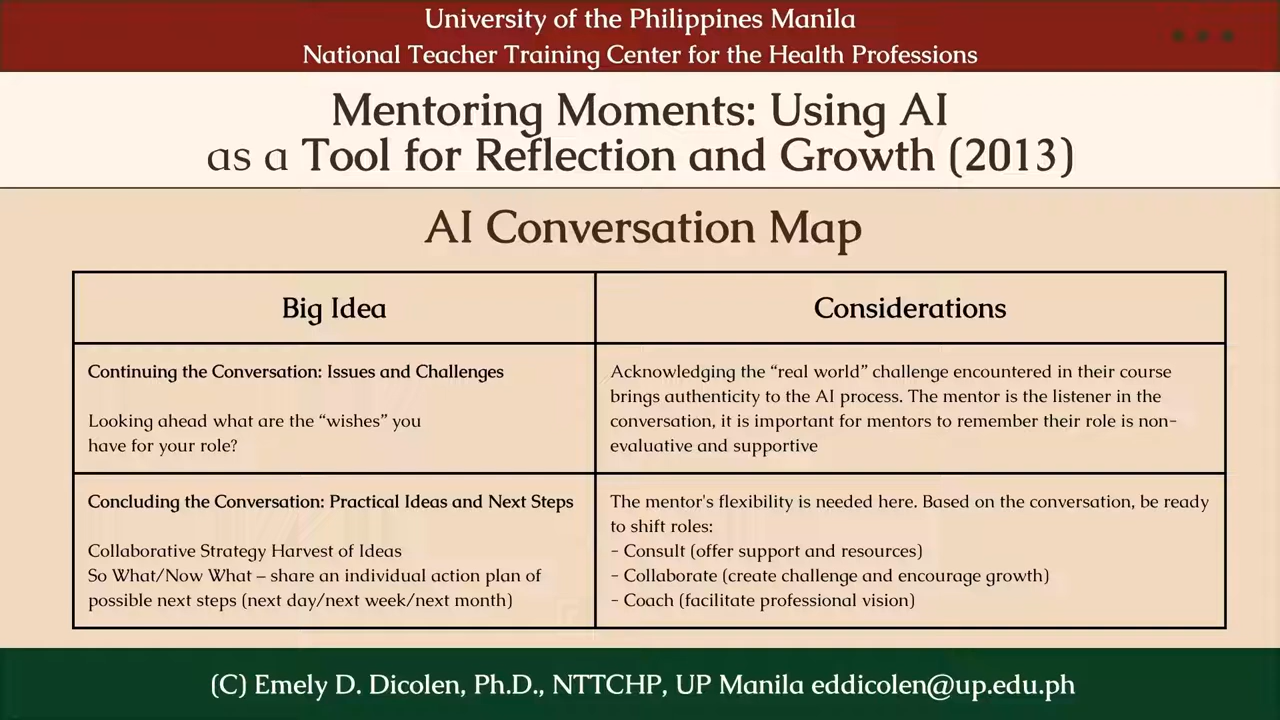 University of the Philippines Manila
National Teacher Training Center for the Health Professions
Mentoring Moments: Using AI
as a Tool for Reflection and Growth (2013)
AI Conversation Map
Big Idea
Considerations
Continuing the Conversation: Issues and Challenges
Looking ahead what are the “wishes” you
have for your role?
Acknowledging the “real world” challenge encountered in their course
brings authenticity to the AI process. The mentor is the listener in the
conversation, it is important for mentors to remember their role is non-
evaluative and supportive
Concluding the Conversation: Practical Ideas and Next Steps
Collaborative Strategy Harvest of Ideas
So What/Now What – share an individual action plan of
possible next steps (next day/next week/next month)
The mentor's flexibility is needed here. Based on the conversation, be ready
to shift roles:
- Consult (offer support and resources)
- Collaborate (create challenge and encourage growth)
- Coach (facilitate professional vision)
(C) Emely D. Dicolen, Ph.D., NTTCHP, UP Manila eddicolen@up.edu.ph